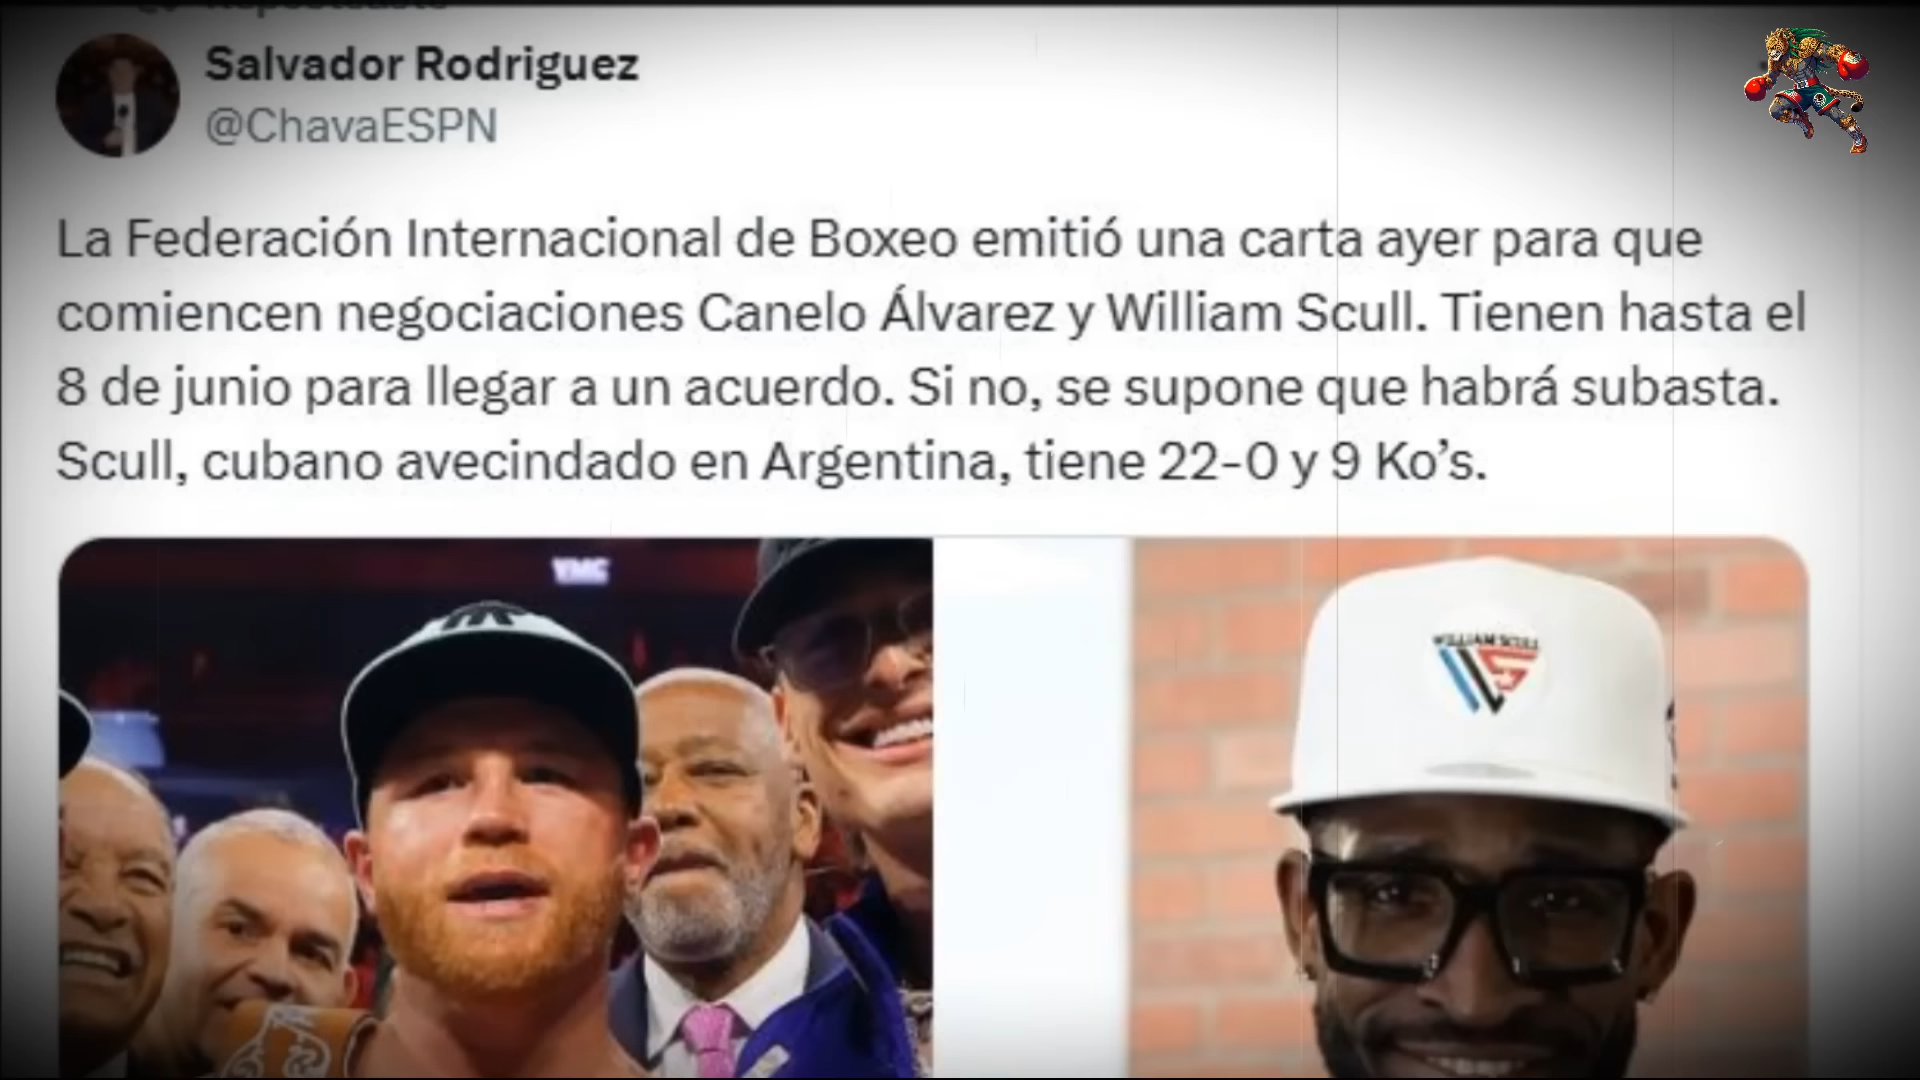 Salvador Rodriguez
@ChavaESPN
La Federación Internacional de Boxeo emitió una carta ayer para que
comiencen negociaciones Canelo Álvarez y William Scull. Tienen hasta el
8 de junio para llegar a un acuerdo. Si no, se supone que habrá subasta.
Scull, cubano avecindado en Argentina, tiene 22-0 y 9 Ko’s.
WILLIAM SCULL